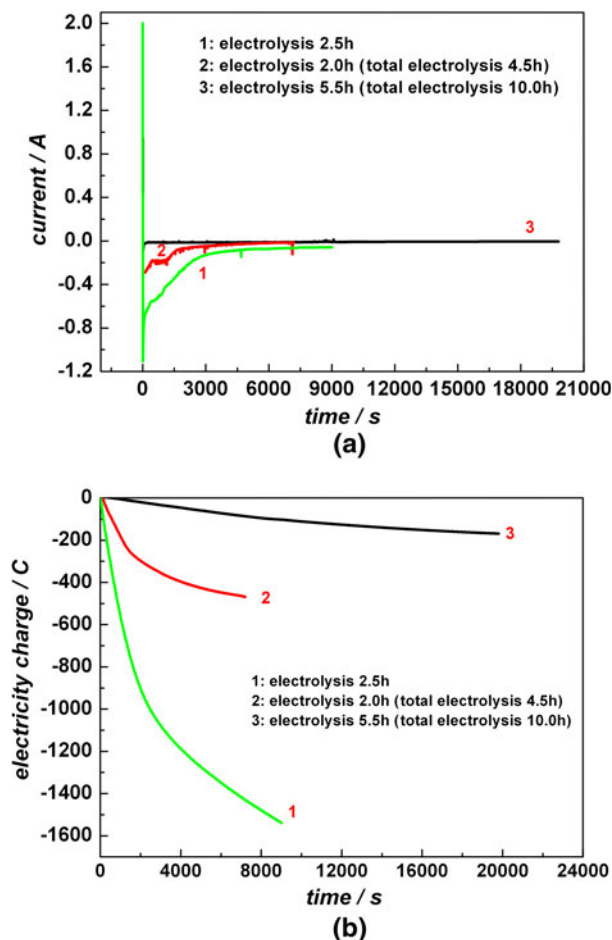 2.0
1.6
1.2
0.8
0.4
0.0
-0.4
-0.8
-1.2
current / A
1: electrolysis 2.5h
2: electrolysis 2.0h (total electrolysis 4.5h)
3: electrolysis 5.5h (total electrolysis 10.0h)
2
1
3
0 3000 6000 9000 12000 15000 18000 21000
time / s
(a)
0
-200
-400
-600
-800
-1000
-1200
-1400
-1600
electricity charge / C
3
2
1: electrolysis 2.5h
2: electrolysis 2.0h (total electrolysis 4.5h)
3: electrolysis 5.5h (total electrolysis 10.0h)
1
0 4000 8000 12000 16000 20000 24000
time / s
(b)